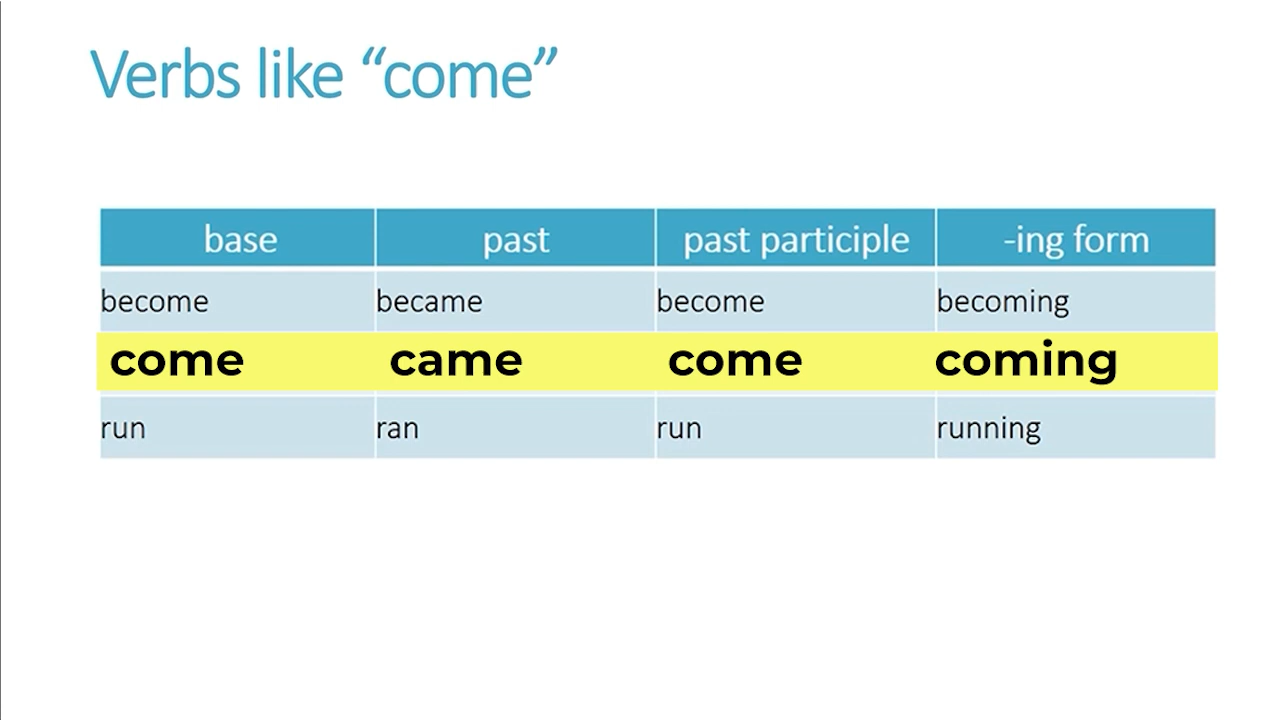 Verbs like “come”
base past past participle -ing form
become became become becoming
come came come coming
run ran run running